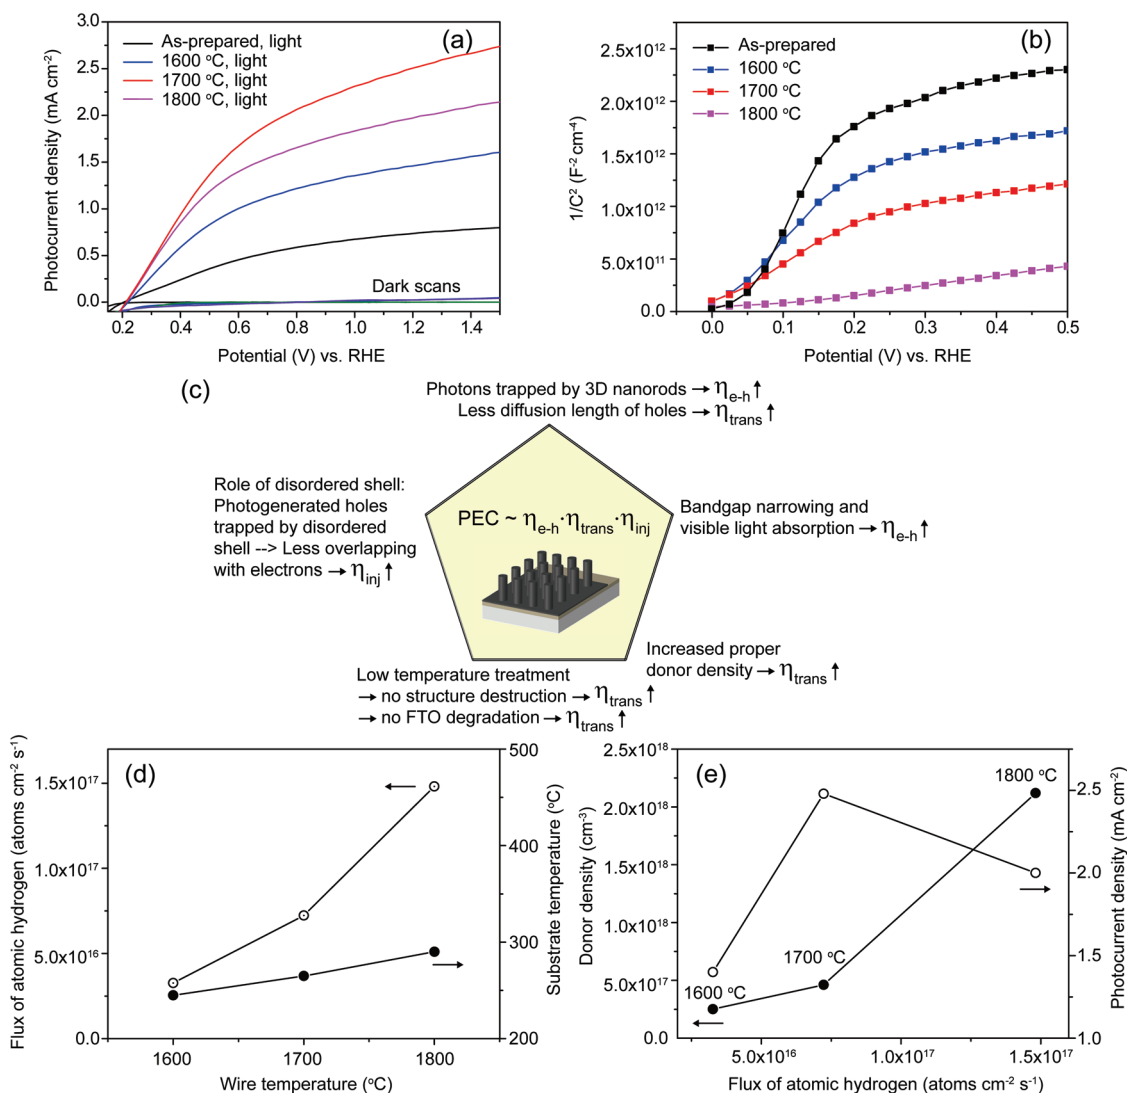 (a)
As-prepared, light
1600 °C, light
1700 °C, light
1800 °C, light
Dark scans
3.0
2.5
2.0
1.5
1.0
0.5
0.0
Photocurrent density (mA cm⁻²)
0.2 0.4 0.6 0.8 1.0 1.2 1.4
Potential (V) vs. RHE
(b)
As-prepared
1600 °C
1700 °C
1800 °C
2.5x10¹²
2.0x10¹²
1.5x10¹²
1.0x10¹²
5.0x10¹¹
0.0
1/C² (F⁻² cm⁻⁴)
0.0 0.1 0.2 0.3 0.4 0.5
Potential (V) vs. RHE
(c)
Photons trapped by 3D nanorods → η_e-h ↑
Less diffusion length of holes → η_trans ↑
Role of disordered shell:
Photogenerated holes
trapped by disordered
shell --> Less overlapping
with electrons → η_inj ↑
PEC ~ η_e-h·η_trans·η_inj
Bandgap narrowing and
visible light absorption → η_e-h ↑
Increased proper
donor density → η_trans ↑
Low temperature treatment
→ no structure destruction → η_trans ↑
→ no FTO degradation → η_trans ↑
(d)
1.5x10¹⁷
1.0x10¹⁷
5.0x10¹⁶
0.0
Flux of atomic hydrogen (atoms cm⁻² s⁻¹)
500
400
300
200
Substrate temperature (°C)
1600 1700 1800
Wire temperature (°C)
(e)
1800 °C
1700 °C
1600 °C
2.5x10¹⁸
2.0x10¹⁸
1.5x10¹⁸
1.0x10¹⁸
5.0x10¹⁷
0.0
Donor density (cm⁻³)
2.5
2.0
1.5
1.0
Photocurrent density (mA cm⁻²)
5.0x10¹⁶ 1.0x10¹⁷ 1.5x10¹⁷
Flux of atomic hydrogen (atoms cm⁻² s⁻¹)